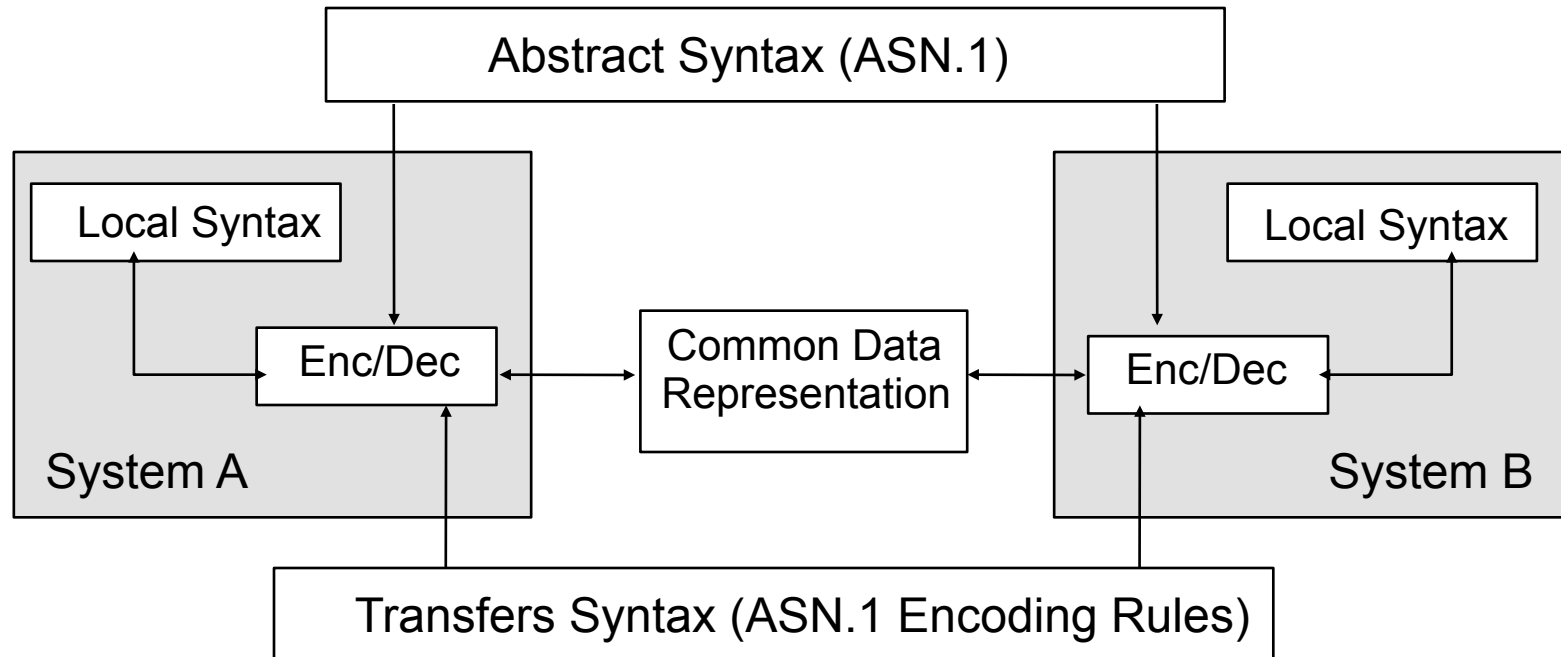 Abstract Syntax (ASN.1)
Local Syntax
Local Syntax
Enc/Dec
Common Data
Representation
Enc/Dec
System A
System B
Transfers Syntax (ASN.1 Encoding Rules)